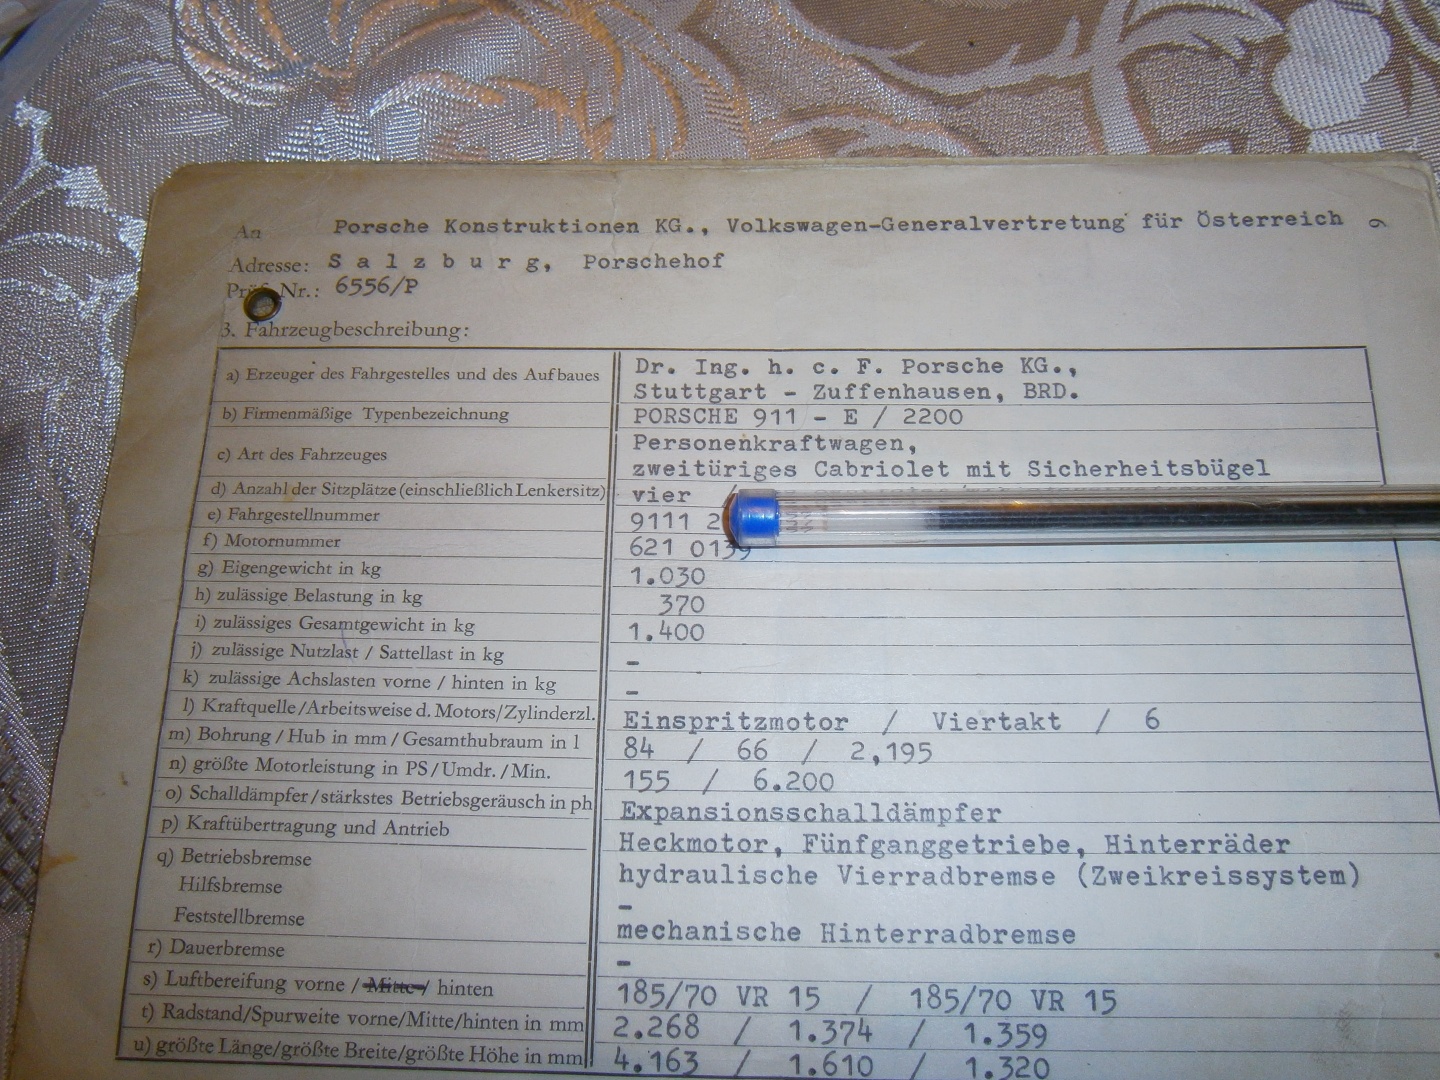 An Porsche Konstruktionen KG., Volkswagen-Generalvertretung für Österreich
Adresse: S a l z b u r g, Porschehof
Nr.: 6556/P
3. Fahrzeugbeschreibung:
a) Erzeuger des Fahrgestelles und des Aufbaues Dr. Ing. h. c. F. Porsche KG.,
Stuttgart - Zuffenhausen, BRD.
b) Firmenmäßige Typenbezeichnung PORSCHE 911 - E / 2200
c) Art des Fahrzeuges Personenkraftwagen,
zweitüriges Cabriolet mit Sicherheitsbügel
d) Anzahl der Sitzplätze (einschließlich Lenkersitz) vier /
e) Fahrgestellnummer 9111 2
f) Motornummer 621 0139
g) Eigengewicht in kg 1.030
h) zulässige Belastung in kg 370
i) zulässiges Gesamtgewicht in kg 1.400
j) zulässige Nutzlast / Sattellast in kg -
k) zulässige Achslasten vorne / hinten in kg -
l) Kraftquelle/Arbeitsweise d. Motors/Zylinderzl. Einspritzmotor / Viertakt / 6
m) Bohrung / Hub in mm / Gesamthubraum in l 84 / 66 / 2,195
n) größte Motorleistung in PS/Umdr. /Min. 155 / 6.200
o) Schalldämpfer/stärkstes Betriebsgeräusch in ph Expansionsschalldämpfer
p) Kraftübertragung und Antrieb Heckmotor, Fünfganggetriebe, Hinterräder
q) Betriebsbremse hydraulische Vierradbremse (Zweikreissystem)
Hilfsbremse -
Feststellbremse mechanische Hinterradbremse
r) Dauerbremse -
s) Luftbereifung vorne / Mitte / hinten 185/70 VR 15 / 185/70 VR 15
t) Radstand/Spurweite vorne/Mitte/hinten in mm 2.268 / 1.374 / 1.359
u) größte Länge/größte Breite/größte Höhe in mm 4.163 / 1.610 / 1.320